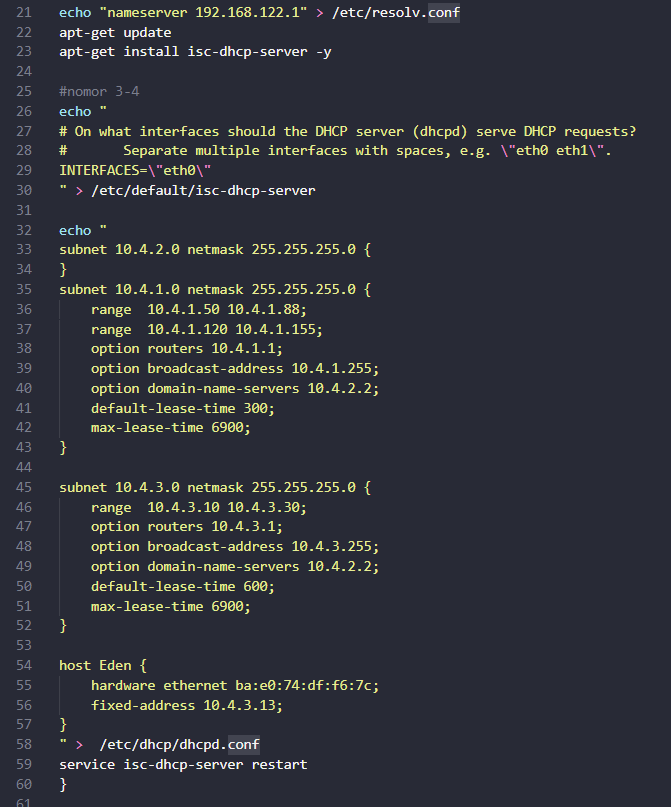 21 echo "nameserver 192.168.122.1" > /etc/resolv.conf
22 apt-get update
23 apt-get install isc-dhcp-server -y
24
25 #nomor 3-4
26 echo "
27 # On what interfaces should the DHCP server (dhcpd) serve DHCP requests?
28 #       Separate multiple interfaces with spaces, e.g. \"eth0 eth1\".
29 INTERFACES=\"eth0\"
30 " > /etc/default/isc-dhcp-server
31
32 echo "
33 subnet 10.4.2.0 netmask 255.255.255.0 {
34 }
35 subnet 10.4.1.0 netmask 255.255.255.0 {
36     range  10.4.1.50 10.4.1.88;
37     range  10.4.1.120 10.4.1.155;
38     option routers 10.4.1.1;
39     option broadcast-address 10.4.1.255;
40     option domain-name-servers 10.4.2.2;
41     default-lease-time 300;
42     max-lease-time 6900;
43 }
44
45 subnet 10.4.3.0 netmask 255.255.255.0 {
46     range  10.4.3.10 10.4.3.30;
47     option routers 10.4.3.1;
48     option broadcast-address 10.4.3.255;
49     option domain-name-servers 10.4.2.2;
50     default-lease-time 600;
51     max-lease-time 6900;
52 }
53
54 host Eden {
55     hardware ethernet ba:e0:74:df:f6:7c;
56     fixed-address 10.4.3.13;
57 }
58 " >  /etc/dhcp/dhcpd.conf
59 service isc-dhcp-server restart
60 }
61